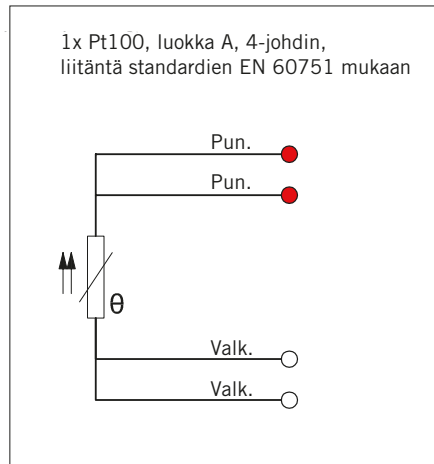 1x Pt100, luokka A, 4-johdin,
liitäntä standardien EN 60751 mukaan
Pun.
Pun.
θ
Valk.
Valk.